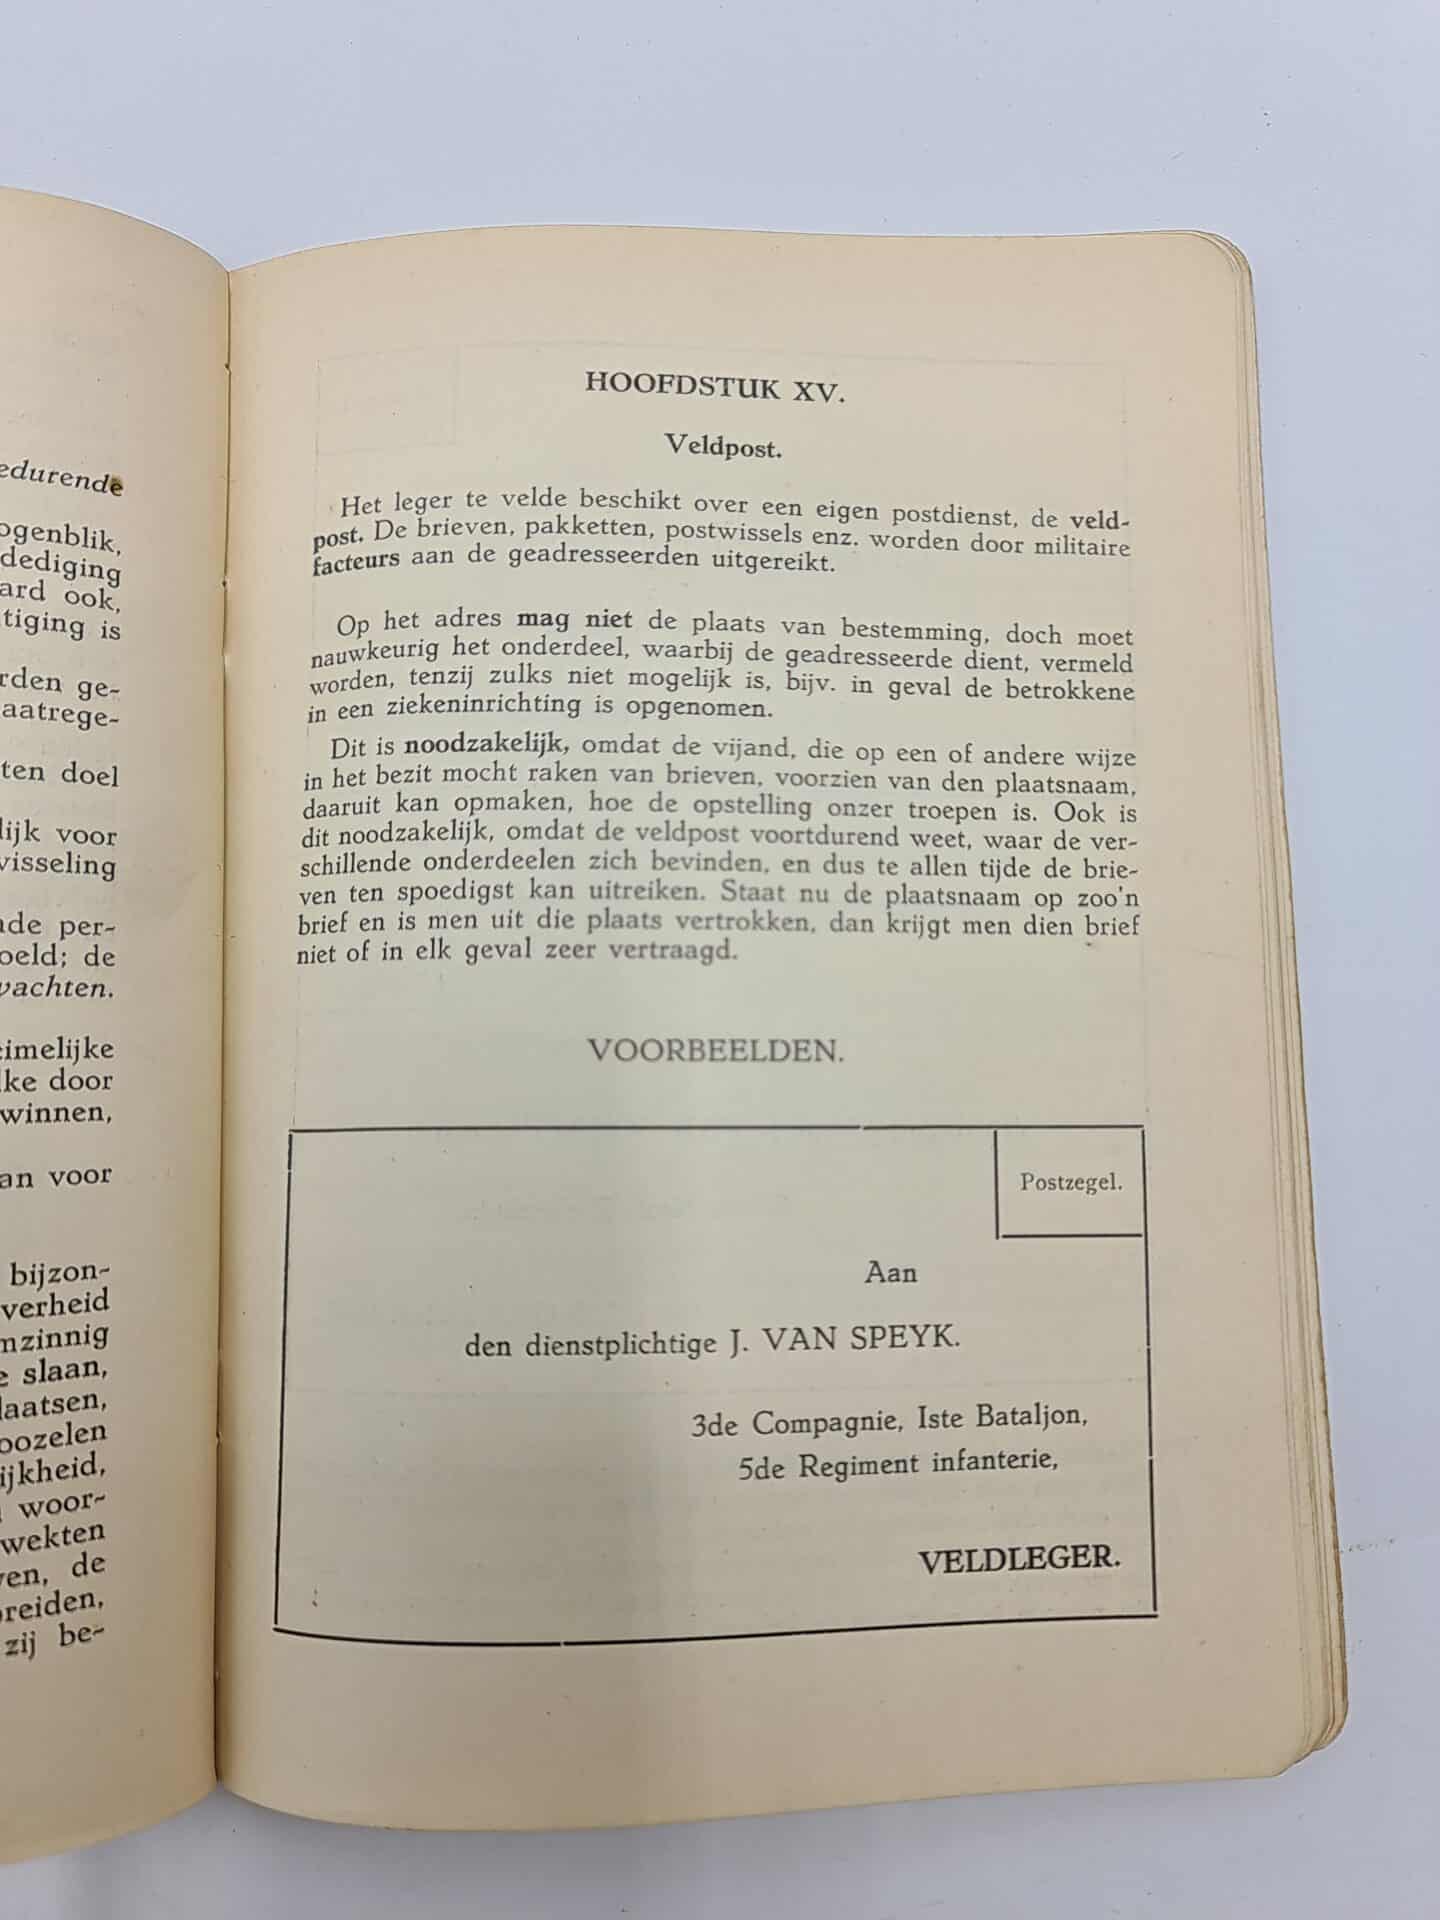 edurende
ogenblik,
dediging
ard ook,
tiging is
rden ge-
aatrege-
ten doel
lijk voor
visseling
de per-
oeld; de
vachten.
eimelijke
lke door
winnen,
an voor
bijzon-
verheid
mzinnig
e slaan,
laatsen,
oozelen
ijkheid,
woor-
wekten
ven, de
oreiden,
zij be-
HOOFDSTUK XV.
Veldpost.
Het leger te velde beschikt over een eigen postdienst, de veld-
post. De brieven, pakketten, postwissels enz. worden door militaire
facteurs aan de geadresseerden uitgereikt.
Op het adres mag niet de plaats van bestemming, doch moet
nauwkeurig het onderdeel, waarbij de geadresseerde dient, vermeld
worden, tenzij zulks niet mogelijk is, bijv. in geval de betrokkene
in een ziekeninrichting is opgenomen.
Dit is noodzakelijk, omdat de vijand, die op een of andere wijze
in het bezit mocht raken van brieven, voorzien van den plaatsnaam,
daaruit kan opmaken, hoe de opstelling onzer troepen is. Ook is
dit noodzakelijk, omdat de veldpost voortdurend weet, waar de ver-
schillende onderdeelen zich bevinden, en dus te allen tijde de brie-
ven ten spoedigst kan uitreiken. Staat nu de plaatsnaam op zoo'n
brief en is men uit die plaats vertrokken, dan krijgt men dien brief
niet of in elk geval zeer vertraagd.
VOORBEELDEN.
Postzegel.
Aan
den dienstplichtige J. VAN SPEYK.
3de Compagnie, Iste Bataljon,
5de Regiment infanterie,
VELDLEGER.